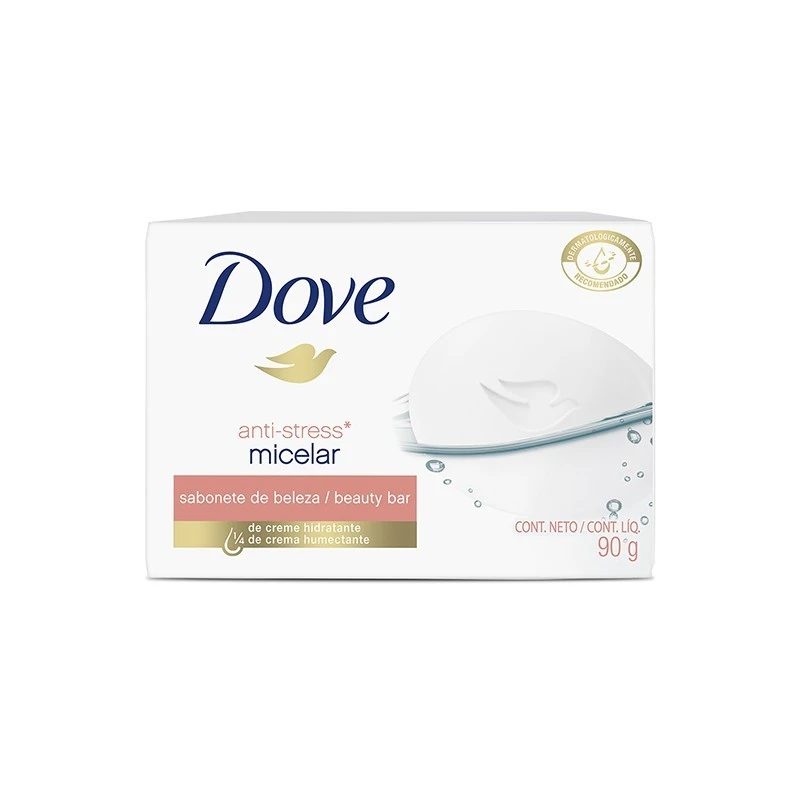 Dove
DERMATOLOGICAMENTE
RECOMENDADO
anti-stress*
micelar
sabonete de beleza / beauty bar
1/4
de creme hidratante
de crema humectante
CONT. NETO / CONT. LÍQ.
90 g